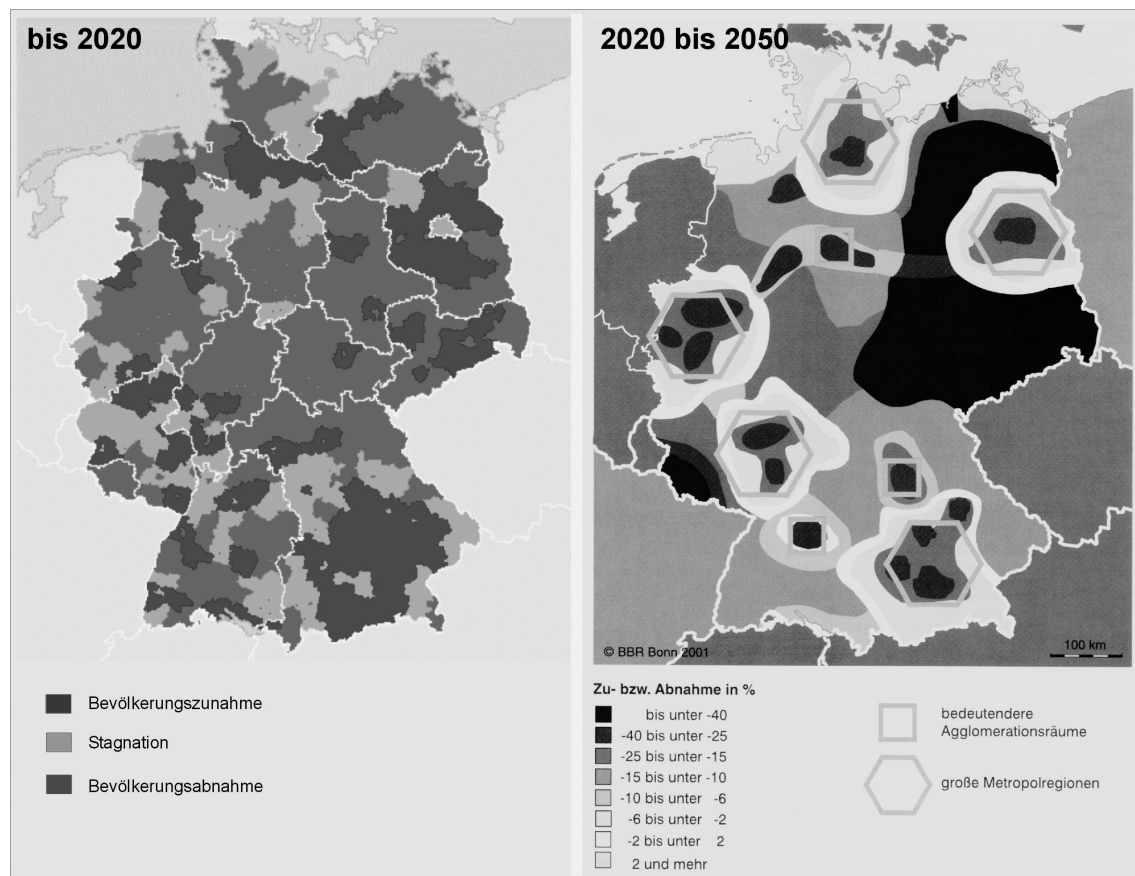 bis 2020
2020 bis 2050
© BBR Bonn 2001
100 km
Bevölkerungszunahme
Stagnation
Bevölkerungsabnahme
Zu- bzw. Abnahme in %
bis unter -40
-40 bis unter -25
-25 bis unter -15
-15 bis unter -10
-10 bis unter -6
-6 bis unter -2
-2 bis unter 2
2 und mehr
bedeutendere
Agglomerationsräume
große Metropolregionen